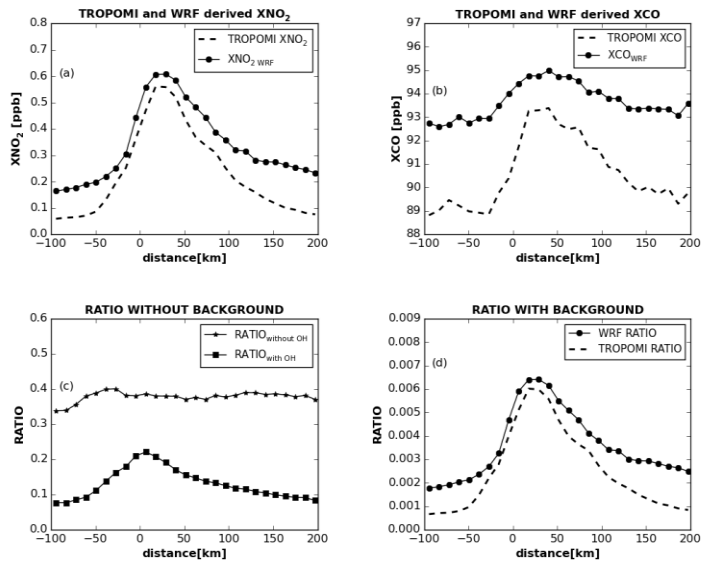 TROPOMI and WRF derived XNO2
0.8
0.7
0.6
0.5
0.4
0.3
0.2
0.1
0.0
XNO2 [ppb]
(a)
TROPOMI XNO2
XNO2 WRF
−100 −50 0 50 100 150 200
distance[km]
TROPOMI and WRF derived XCO
97
96
95
94
93
92
91
90
89
88
XCO [ppb]
(b)
TROPOMI XCO
XCOWRF
−100 −50 0 50 100 150 200
distance[km]
RATIO WITHOUT BACKGROUND
0.6
0.5
0.4
0.3
0.2
0.1
0.0
RATIO
(c)
RATIOwithout OH
RATIOwith OH
−100 −50 0 50 100 150 200
distance[km]
RATIO WITH BACKGROUND
0.009
0.008
0.007
0.006
0.005
0.004
0.003
0.002
0.001
0.000
RATIO
(d)
WRF RATIO
TROPOMI RATIO
−100 −50 0 50 100 150 200
distance[km]